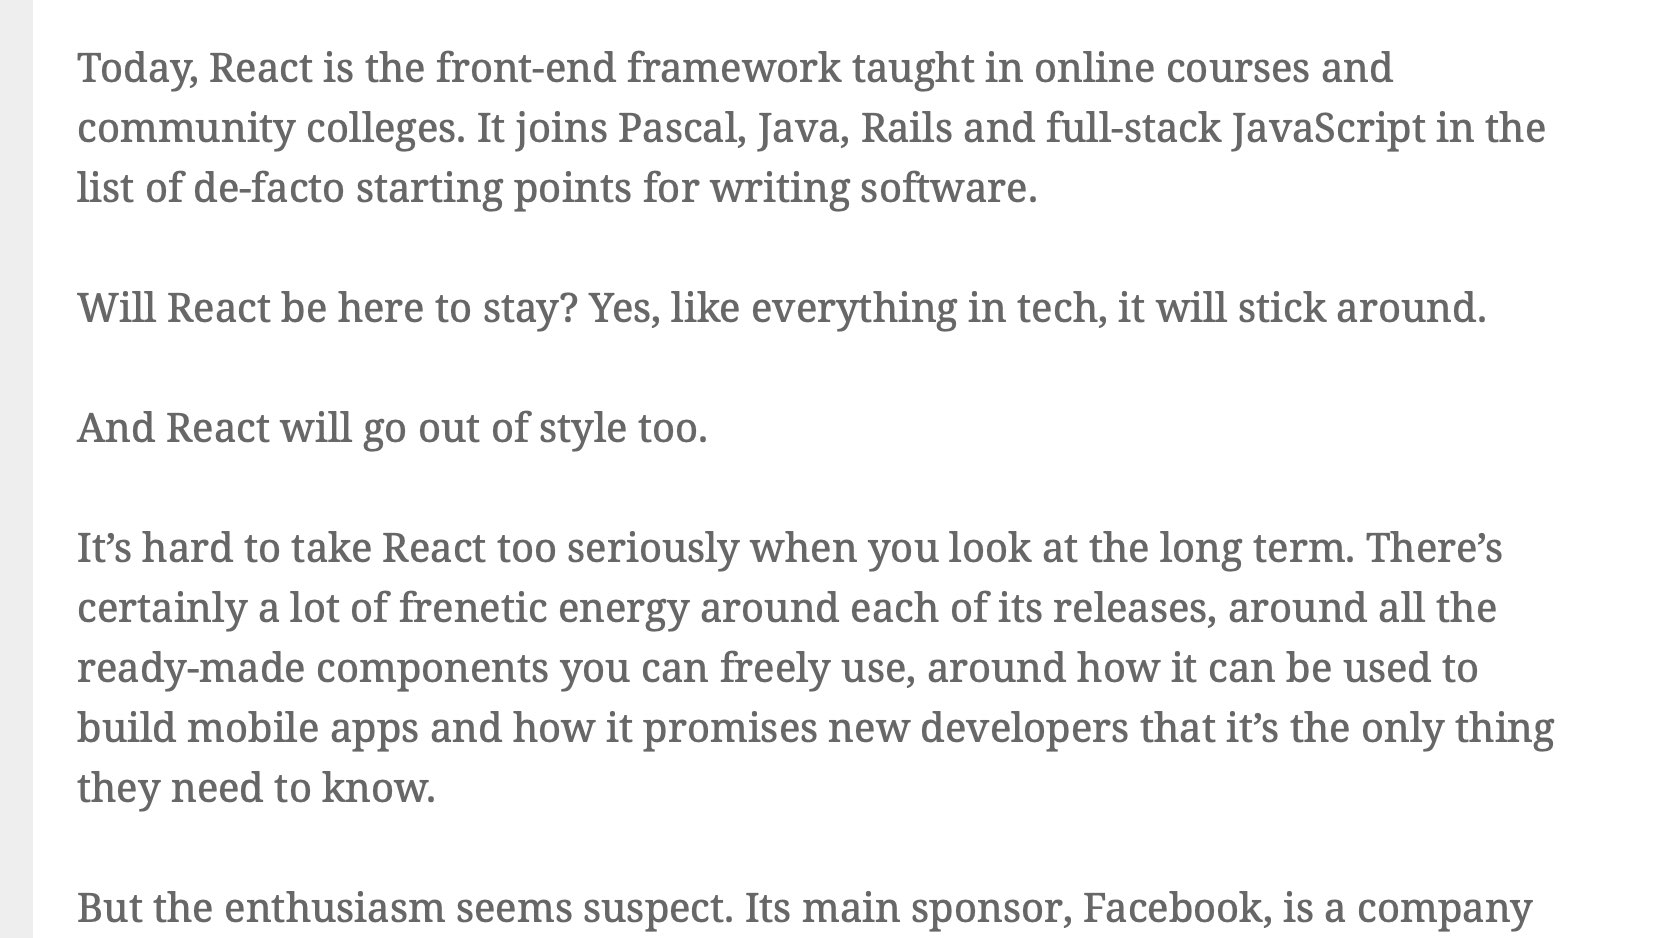 Today, React is the front-end framework taught in online courses and
community colleges. It joins Pascal, Java, Rails and full-stack JavaScript in the
list of de-facto starting points for writing software.
Will React be here to stay? Yes, like everything in tech, it will stick around.
And React will go out of style too.
It’s hard to take React too seriously when you look at the long term. There’s
certainly a lot of frenetic energy around each of its releases, around all the
ready-made components you can freely use, around how it can be used to
build mobile apps and how it promises new developers that it’s the only thing
they need to know.
But the enthusiasm seems suspect. Its main sponsor, Facebook, is a company